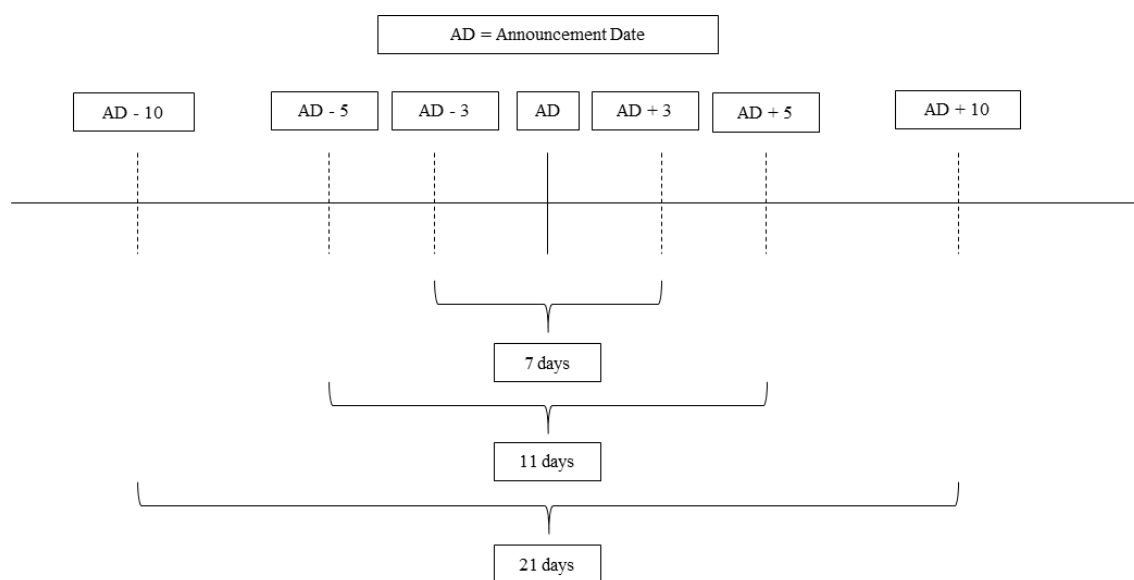 AD = Announcement Date
AD - 10
AD - 5
AD - 3
AD
AD + 3
AD + 5
AD + 10
7 days
11 days
21 days